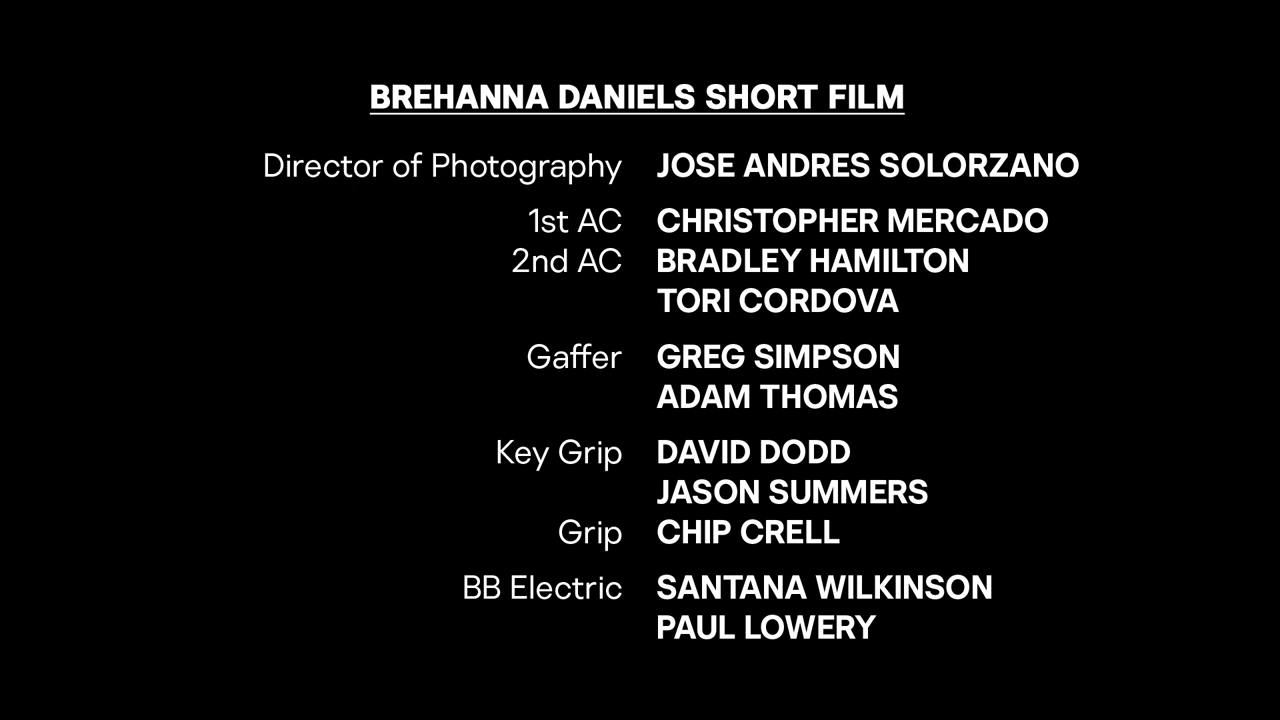 BREHANNA DANIELS SHORT FILM
Director of Photography JOSE ANDRES SOLORZANO
1st AC CHRISTOPHER MERCADO
2nd AC BRADLEY HAMILTON
TORI CORDOVA
Gaffer GREG SIMPSON
ADAM THOMAS
Key Grip DAVID DODD
JASON SUMMERS
Grip CHIP CRELL
BB Electric SANTANA WILKINSON
PAUL LOWERY